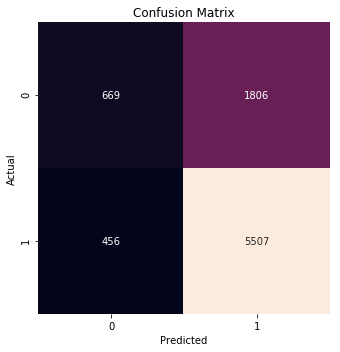 Confusion Matrix
Actual
0
669
1806
1
456
5507
0
1
Predicted